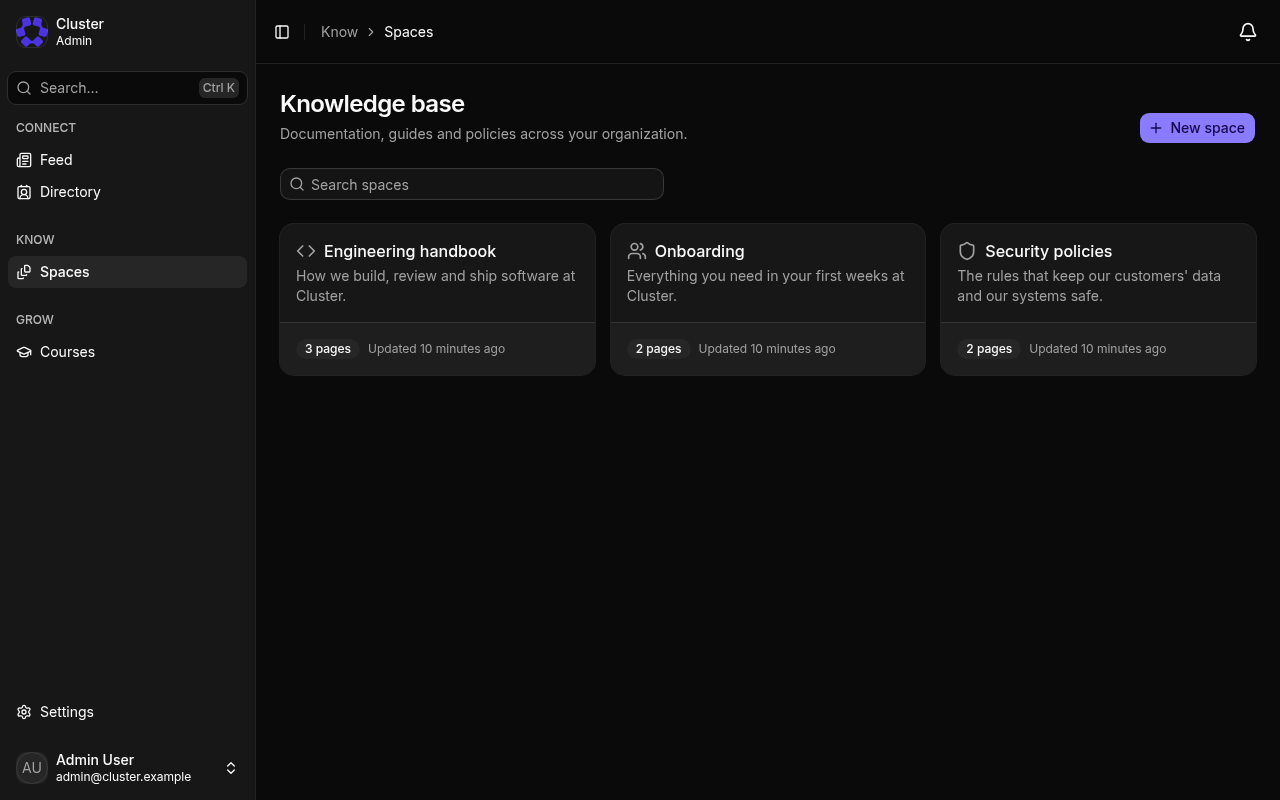 Cluster
Admin
Search...
Ctrl K
CONNECT
Feed
Directory
KNOW
Spaces
GROW
Courses
Settings
AU
Admin User
admin@cluster.example
Know
Spaces
Knowledge base
Documentation, guides and policies across your organization.
New space
Search spaces
Engineering handbook
How we build, review and ship software at
Cluster.
3 pages
Updated 10 minutes ago
Onboarding
Everything you need in your first weeks at
Cluster.
2 pages
Updated 10 minutes ago
Security policies
The rules that keep our customers' data
and our systems safe.
2 pages
Updated 10 minutes ago